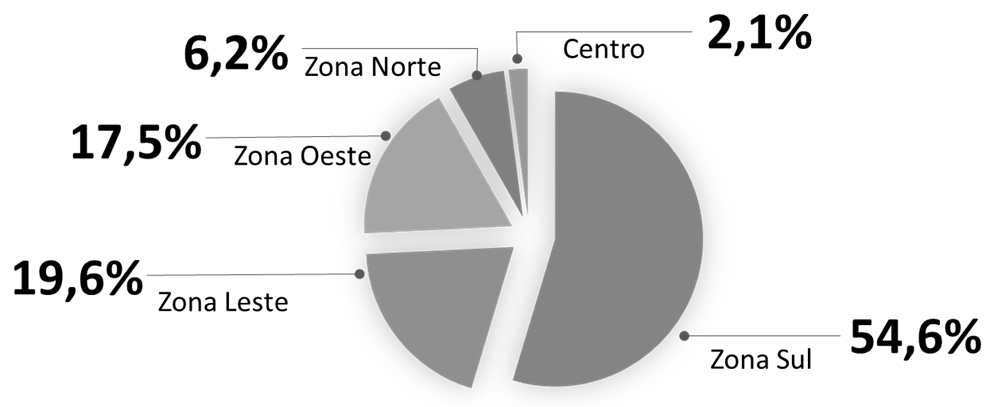 2,1%
Centro
6,2%
Zona Norte
17,5%
Zona Oeste
19,6%
Zona Leste
54,6%
Zona Sul